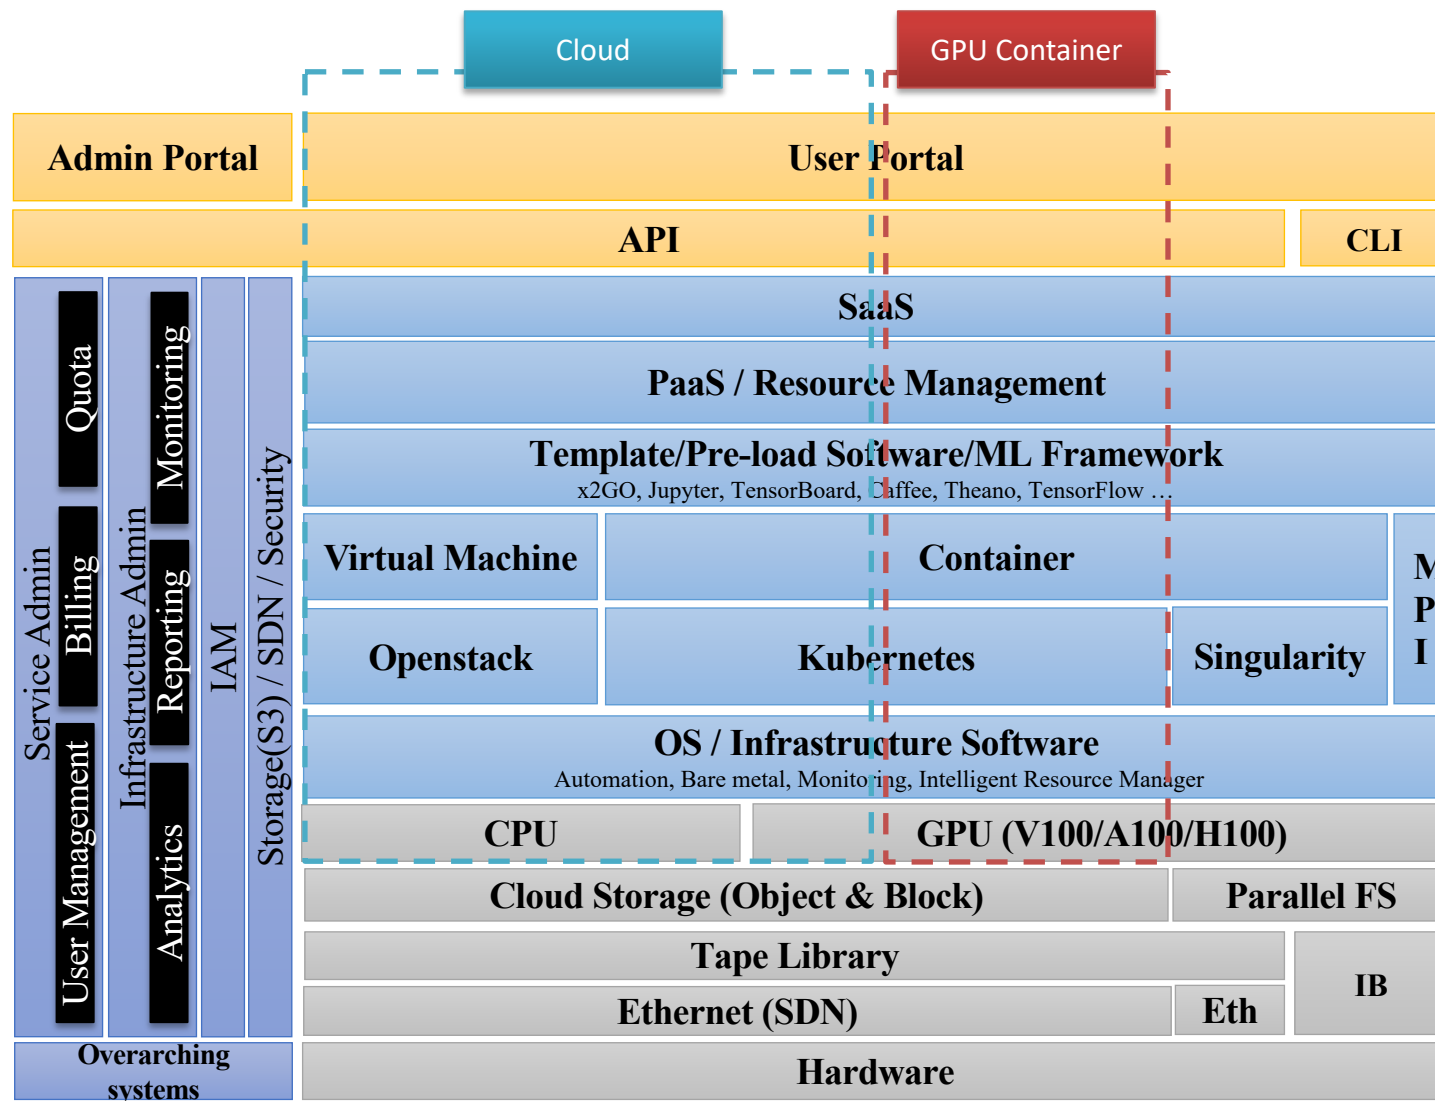 Cloud
GPU Container
Admin Portal
User Portal
API
CLI
Service Admin
Quota
Billing
User Management
Infrastructure Admin
Monitoring
Reporting
Analytics
IAM
Storage(S3) / SDN / Security
SaaS
PaaS / Resource Management
Template/Pre-load Software/ML Framework
x2GO, Jupyter, TensorBoard, Caffee, Theano, TensorFlow …
Virtual Machine
Container
M
P
I
Openstack
Kubernetes
Singularity
OS / Infrastructure Software
Automation, Bare metal, Monitoring, Intelligent Resource Manager
CPU
GPU (V100/A100/H100)
Cloud Storage (Object & Block)
Parallel FS
Tape Library
IB
Ethernet (SDN)
Eth
Overarching
systems
Hardware